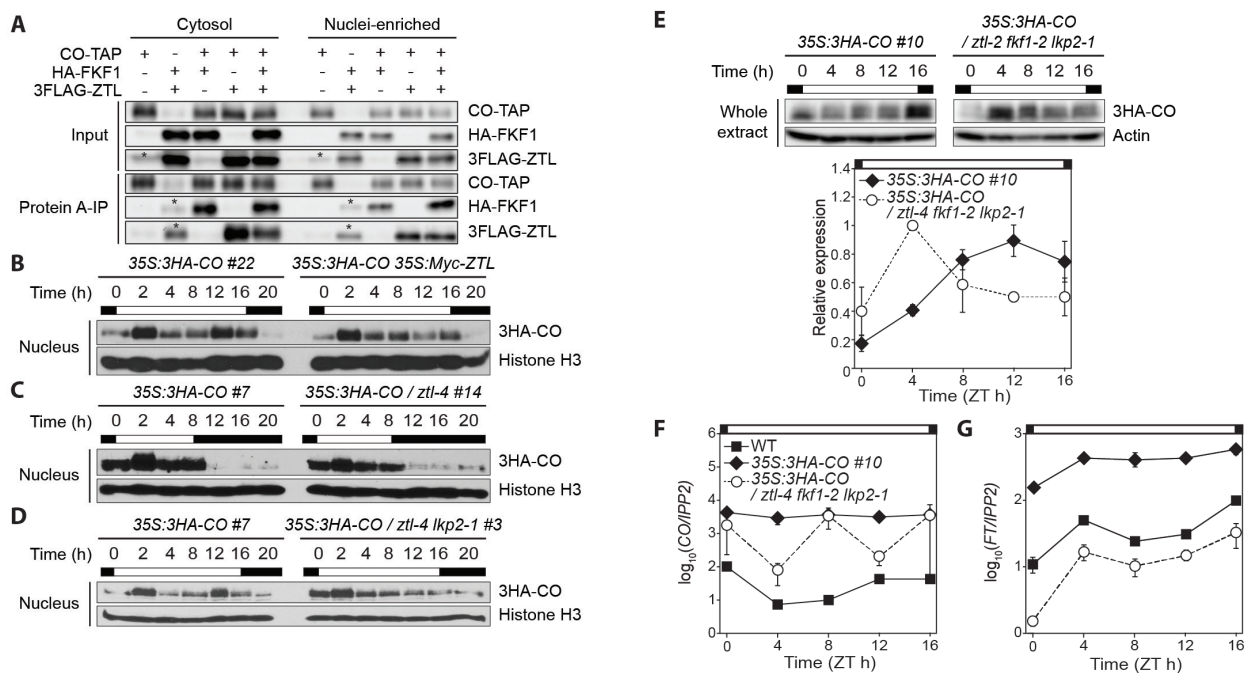 A
Cytosol Nuclei-enriched
CO-TAP + - + + + + - + + +
HA-FKF1 - + + - + - + + - +
3FLAG-ZTL - + - + + - + - + +
Input
CO-TAP
HA-FKF1
* * 3FLAG-ZTL
Protein A-IP
CO-TAP
* * HA-FKF1
* * 3FLAG-ZTL
B
35S:3HA-CO #22 35S:3HA-CO 35S:Myc-ZTL
Time (h) 0 2 4 8 12 16 20 0 2 4 8 12 16 20
Nucleus
3HA-CO
Histone H3
C
35S:3HA-CO #7 35S:3HA-CO / ztl-4 #14
Time (h) 0 2 4 8 12 16 20 0 2 4 8 12 16 20
Nucleus
3HA-CO
Histone H3
D
35S:3HA-CO #7 35S:3HA-CO / ztl-4 lkp2-1 #3
Time (h) 0 2 4 8 12 16 20 0 2 4 8 12 16 20
Nucleus
3HA-CO
Histone H3
E
35S:3HA-CO #10
35S:3HA-CO
/ ztl-2 fkf1-2 lkp2-1
Time (h) 0 4 8 12 16 0 4 8 12 16
Whole
extract
3HA-CO
Actin
Relative expression
1.4
1.2
1
0.8
0.6
0.4
0.2
0
35S:3HA-CO #10
35S:3HA-CO
/ ztl-4 fkf1-2 lkp2-1
0 4 8 12 16
Time (ZT h)
F
log10(CO/IPP2)
6
5
4
3
2
1
0
WT
35S:3HA-CO #10
35S:3HA-CO
/ ztl-4 fkf1-2 lkp2-1
0 4 8 12 16
Time (ZT h)
G
log10(FT/IPP2)
3
2
1
0
0 4 8 12 16
Time (ZT h)